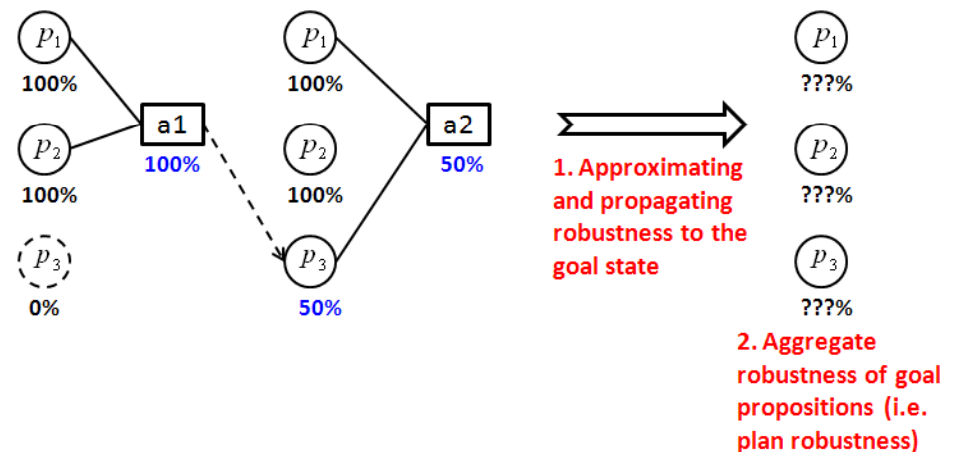 p1 p1 p1
100% 100% ???%
a1 a2
p2 p2 p2
100% 50%
100% 100% ???%
p3 p3 p3
0% 50% ???%
1. Approximating
and propagating
robustness to the
goal state
2. Aggregate
robustness of goal
propositions (i.e.
plan robustness)